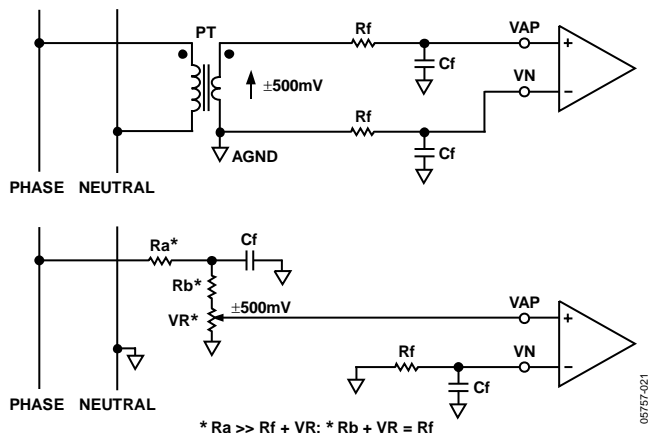 PT
Rf
VAP
Cf
±500mV
VN
Rf
Cf
AGND
PHASE NEUTRAL
Ra*
Cf
Rb*
±500mV
VR*
VAP
Rf
VN
Cf
PHASE NEUTRAL
* Ra >> Rf + VR; * Rb + VR = Rf
05757-021
+
−
+
−